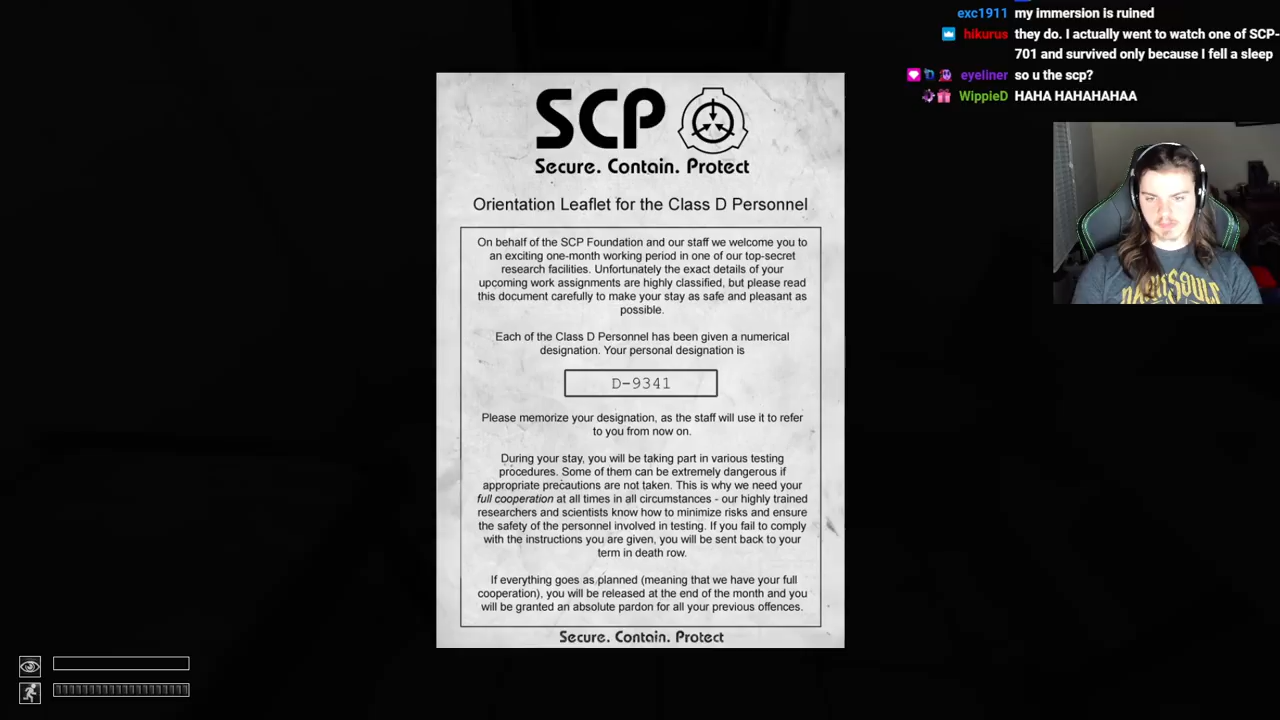 exc1911 my immersion is ruined
hikurus they do. I actually went to watch one of SCP-
701 and survived only because I fell a sleep
eyeliner so u the scp?
WippieD HAHA HAHAHAHAA
SCP
Secure. Contain. Protect
Orientation Leaflet for the Class D Personnel
On behalf of the SCP Foundation and our staff we welcome you to
an exciting one-month working period in one of our top-secret
research facilities. Unfortunately the exact details of your
upcoming work assignments are highly classified, but please read
this document carefully to make your stay as safe and pleasant as
possible.
Each of the Class D Personnel has been given a numerical
designation. Your personal designation is
D-9341
Please memorize your designation, as the staff will use it to refer
to you from now on.
During your stay, you will be taking part in various testing
procedures. Some of them can be extremely dangerous if
appropriate precautions are not taken. This is why we need your
full cooperation at all times in all circumstances - our highly trained
researchers and scientists know how to minimize risks and ensure
the safety of the personnel involved in testing. If you fail to comply
with the instructions you are given, you will be sent back to your
term in death row.
If everything goes as planned (meaning that we have your full
cooperation), you will be released at the end of the month and you
will be granted an absolute pardon for all your previous offences.
Secure. Contain. Protect